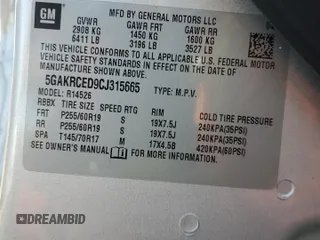 GM
MFD BY GENERAL MOTORS LLC
GVWR GAWR FRT GAWR RR
2908 KG 1450 KG 1600 KG
6411 LB 3196 LB 3527 LB
THIS VEHICLE CONFORMS TO ALL APPLICABLE
U.S. FEDERAL MOTOR VEHICLE SAFETY
STANDARDS IN EFFECT ON THE DATE OF
MANUFACTURE SHOWN ABOVE.
5GAKRCED9CJ315665 TYPE: M.P.V.
MODEL: R14526
RBBX TIRE SIZE SPEED RTG RIM COLD TIRE PRESSURE
FRT P255/60R19 S 19X7.5J 240KPA(35PSI)
RR P255/60R19 S 19X7.5J 240KPA(35PSI)
SPA T145/70R17 M 17X4.5B 420KPA(60PSI)
SEE OWNER'S MANUAL FOR ADDITIONAL INFORMATION
DREAMBID